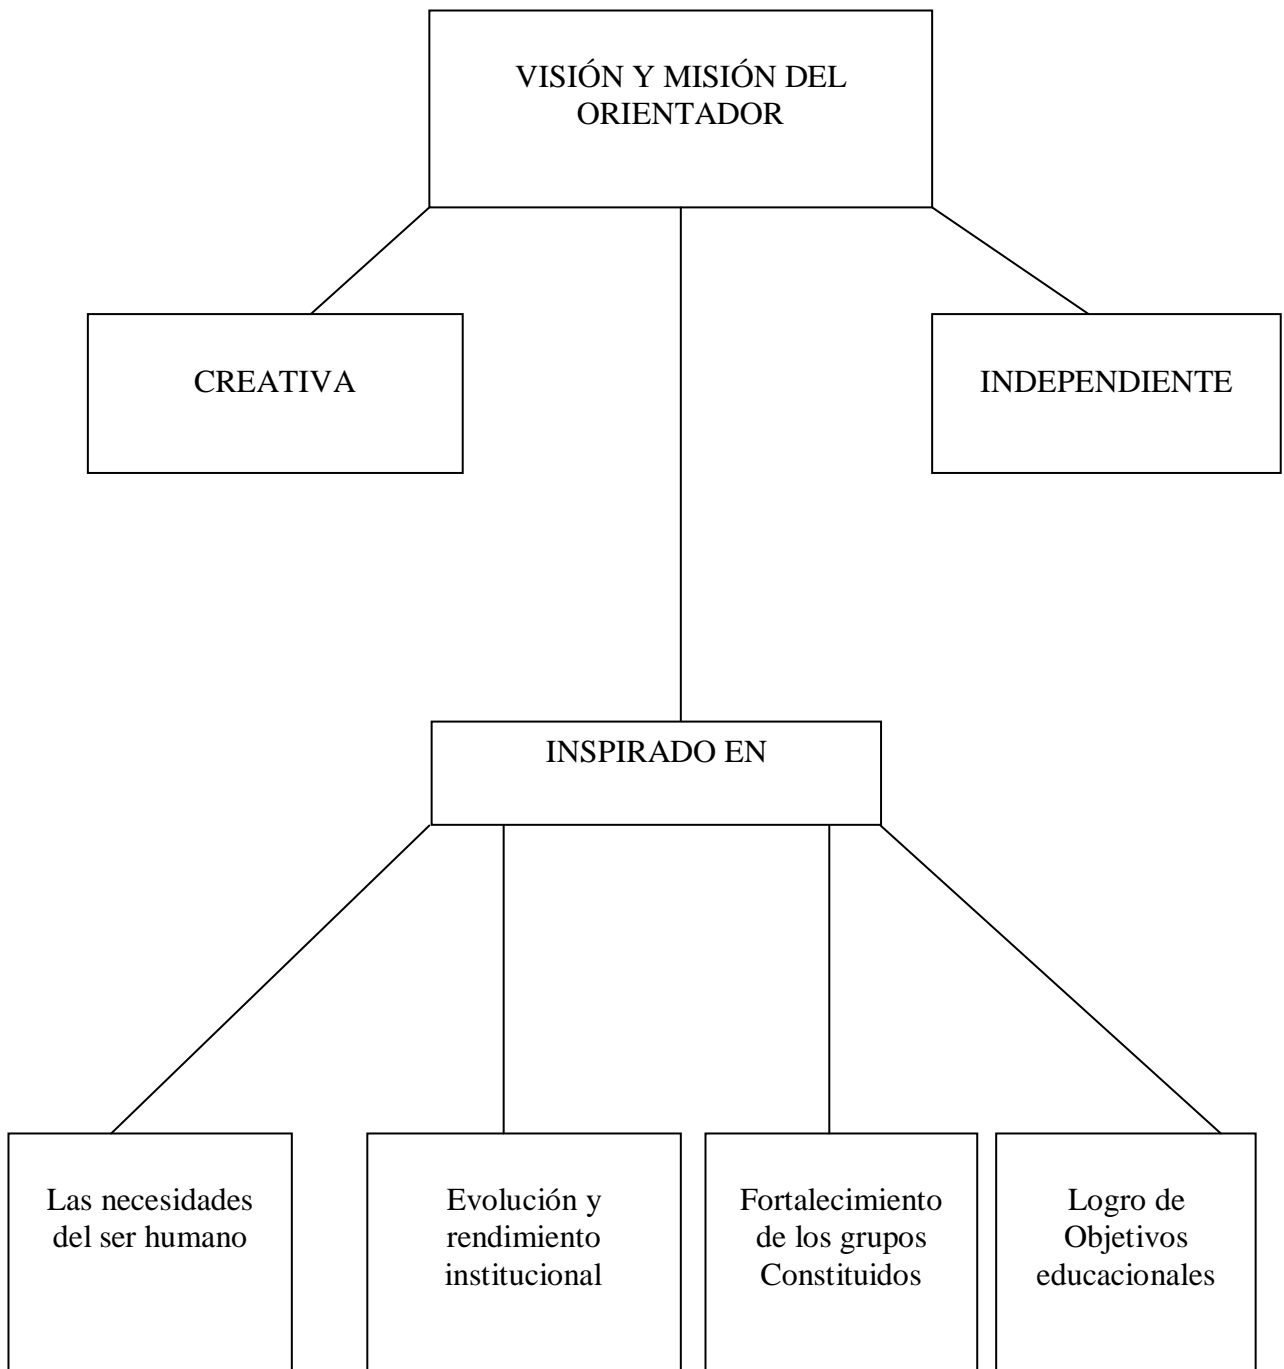 VISIÓN Y MISIÓN DEL
ORIENTADOR
CREATIVA
INDEPENDIENTE
INSPIRADO EN
Las necesidades
del ser humano
Evolución y
rendimiento
institucional
Fortalecimiento
de los grupos
Constituidos
Logro de
Objetivos
educacionales